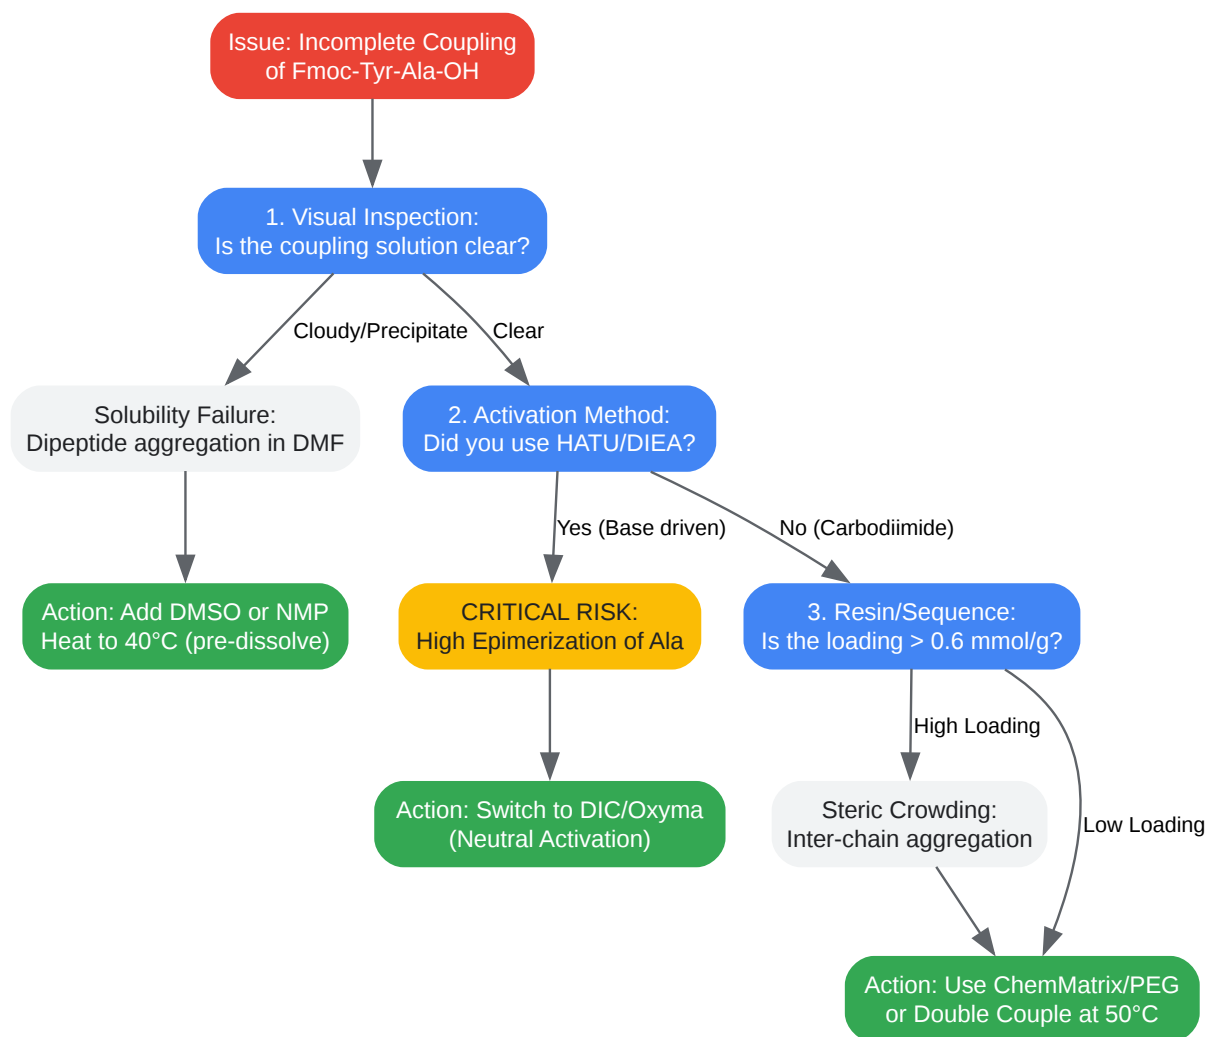 Issue: Incomplete Coupling
of Fmoc-Tyr-Ala-OH
1. Visual Inspection:
Is the coupling solution clear?
Cloudy/Precipitate
Clear
Solubility Failure:
Dipeptide aggregation in DMF
2. Activation Method:
Did you use HATU/DIEA?
Yes (Base driven)
No (Carbodiimide)
Action: Add DMSO or NMP
Heat to 40°C (pre-dissolve)
CRITICAL RISK:
High Epimerization of Ala
3. Resin/Sequence:
Is the loading > 0.6 mmol/g?
High Loading
Action: Switch to DIC/Oxyma
(Neutral Activation)
Steric Crowding:
Inter-chain aggregation
Low Loading
Action: Use ChemMatrix/PEG
or Double Couple at 50°C